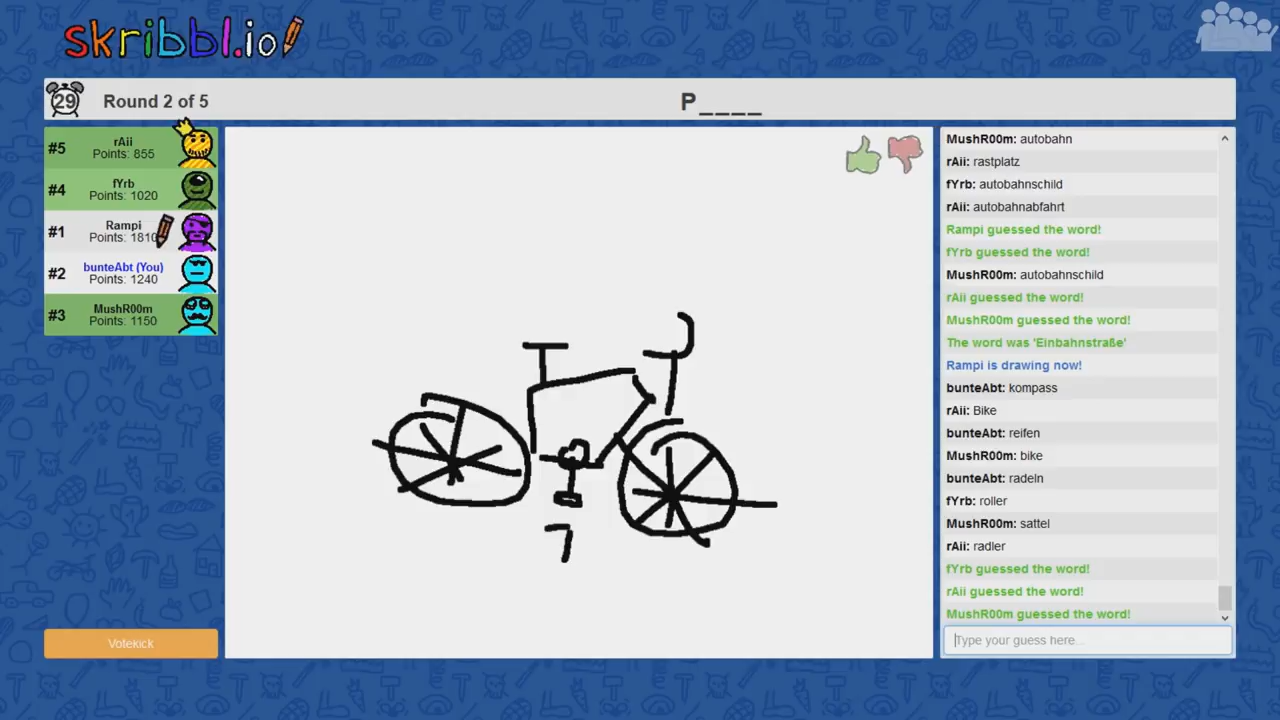 skribbl.io
29
Round 2 of 5
P____
#5
rAii
Points: 855
#4
fYrb
Points: 1020
#1
Rampi
Points: 1810
#2
bunteAbt (You)
Points: 1240
#3
MushR00m
Points: 1150
Votekick
MushR00m: autobahn
rAii: rastplatz
fYrb: autobahnschild
rAii: autobahnabfahrt
Rampi guessed the word!
fYrb guessed the word!
MushR00m: autobahnschild
rAii guessed the word!
MushR00m guessed the word!
The word was 'Einbahnstraße'
Rampi is drawing now!
bunteAbt: kompass
rAii: Bike
bunteAbt: reifen
MushR00m: bike
bunteAbt: radeln
fYrb: roller
MushR00m: sattel
rAii: radler
fYrb guessed the word!
rAii guessed the word!
MushR00m guessed the word!
Type your guess here...